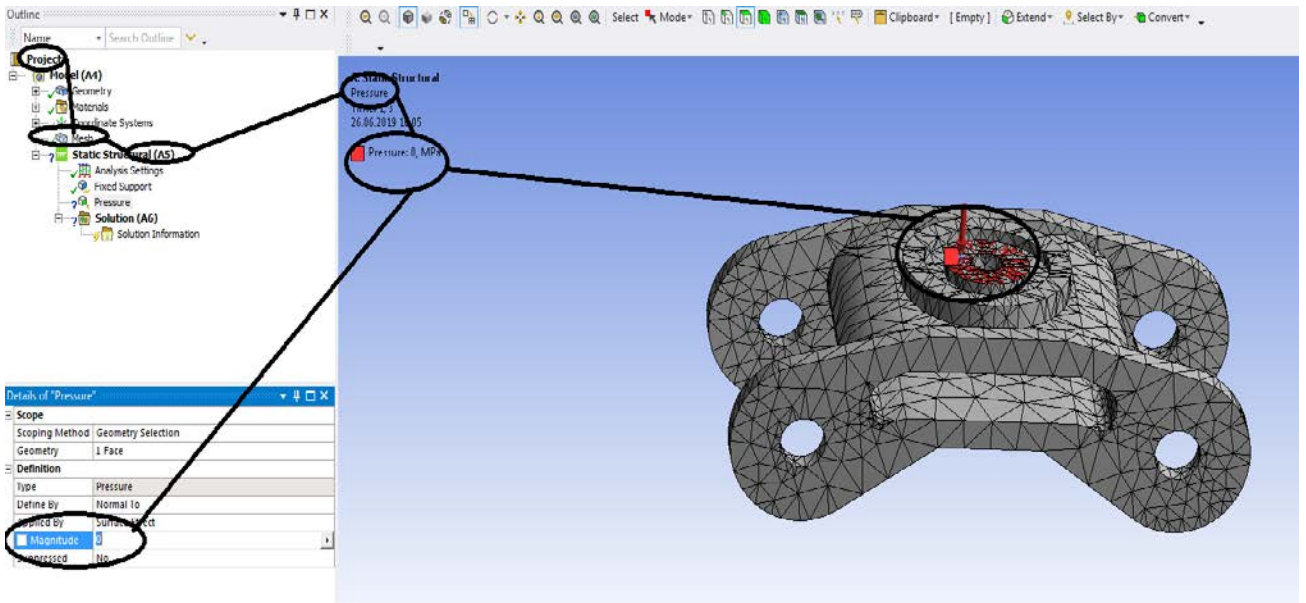 Outline
Select Mode Clipboard [Empty] Extend Select By Convert
Name Search Outline
Project
Model (A4)
Geometry
Materials
Coordinate Systems
Mesh
Static Structural (A5)
Analysis Settings
Fixed Support
Pressure
Solution (A6)
Solution Information
Static Structural
Pressure
26.06.2019
Pressure: 0, MPa
Details of "Pressure"
Scope
Scoping Method Geometry Selection
Geometry 1 Face
Definition
Type Pressure
Define By Normal To
Applied By Surface Effect
Magnitude 0
Suppressed No